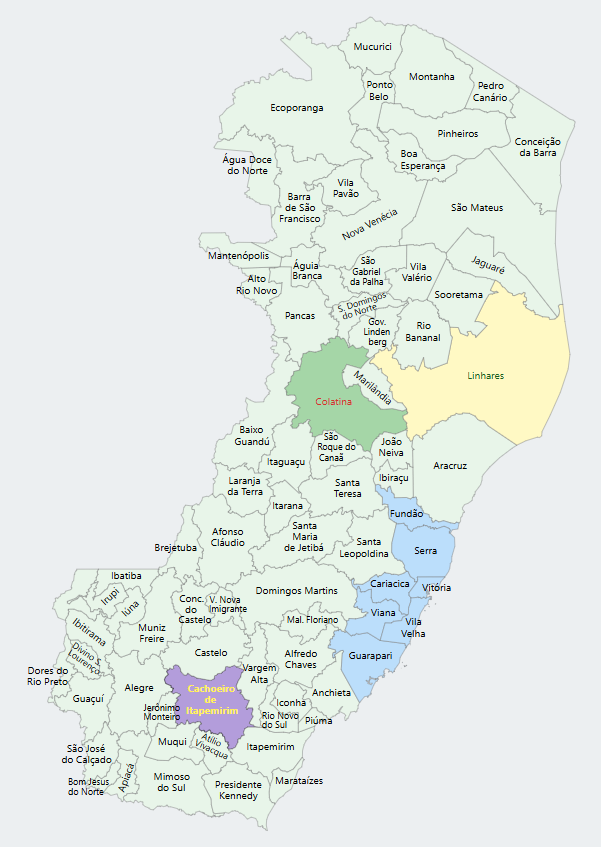 Mucurici
Montanha
Ponto
Belo
Pedro
Canário
Ecoporanga
Pinheiros
Conceição
da Barra
Boa
Esperança
Água Doce
do Norte
Vila
Pavão
Barra
de São
Francisco
São Mateus
Nova Venécia
Mantenópolis
Águia
Branca
São
Gabriel
da Palha
Vila
Valério
Jaguaré
Alto
Rio Novo
Sooretama
S. Domingos
do Norte
Pancas
Gov.
Linden
berg
Rio
Bananal
Linhares
Marilândia
Colatina
Baixo
Guandú
São
Roque do
Canaã
João
Neiva
Itaguaçu
Aracruz
Laranja
da Terra
Santa
Teresa
Ibiraçu
Itarana
Fundão
Afonso
Cláudio
Santa
Maria
de Jetibá
Santa
Leopoldina
Serra
Brejetuba
Ibatiba
Cariacica
Vitória
Domingos Martins
Irupi
Iúna
Conc.
do
Castelo
V. Nova
Imigrante
Viana
Vila
Velha
Mal. Floriano
Ibitirama
Muniz
Freire
Divino S.
Lourenço
Castelo
Alfredo
Chaves
Guarapari
Dores do
Rio Preto
Vargem
Alta
Guaçuí
Alegre
Cachoeiro
de
Itapemirim
Anchieta
Iconha
Jerônimo
Monteiro
Rio Novo
do Sul
Piúma
São José
do Calçado
Muqui
Atílio
Vivacqua
Itapemirim
Bom Jesus
do Norte
Apiacá
Mimoso
do Sul
Presidente
Kennedy
Marataízes